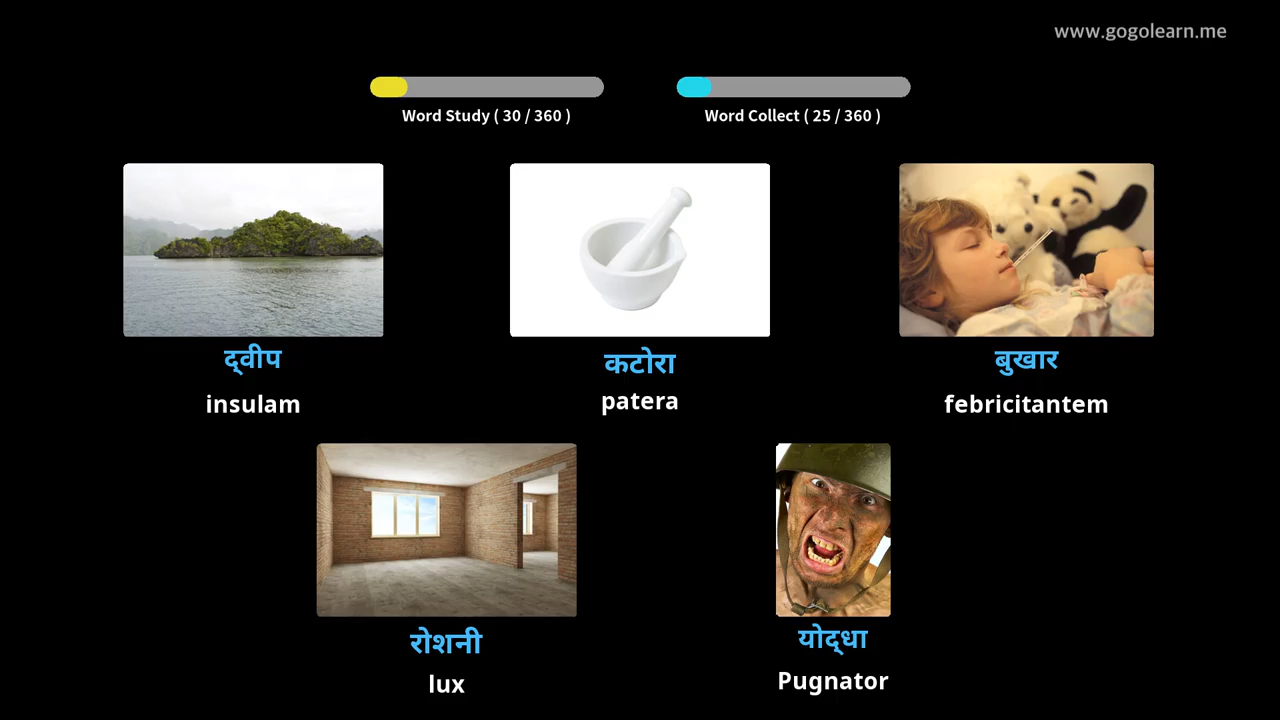 www.gogolearn.me
Word Study ( 30 / 360 )
Word Collect ( 25 / 360 )
द्वीप
insulam
कटोरा
patera
बुखार
febricitantem
रोशनी
lux
योद्धा
Pugnator